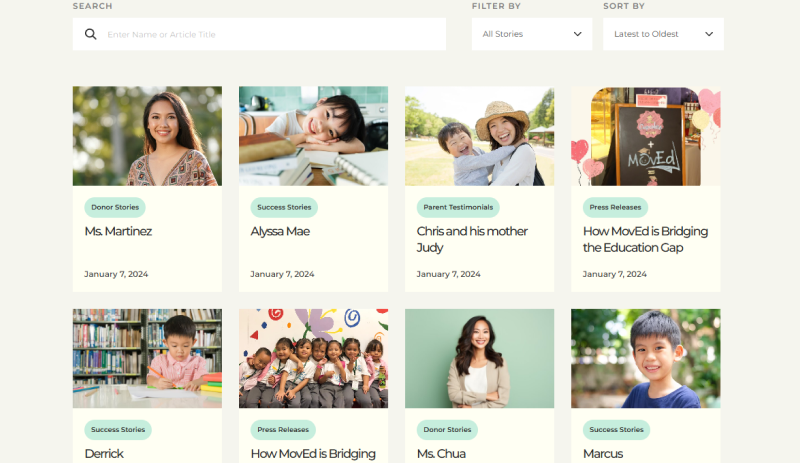 SEARCH
FILTER BY
SORT BY
Enter Name or Article Title
All Stories
Latest to Oldest
MovEd
Donor Stories
Success Stories
Parent Testimonials
Press Releases
Ms. Martinez
Alyssa Mae
Chris and his mother
Judy
How MovEd is Bridging
the Education Gap
January 7, 2024
January 7, 2024
January 7, 2024
January 7, 2024
Success Stories
Press Releases
Donor Stories
Success Stories
Derrick
How MovEd is Bridging
Ms. Chua
Marcus